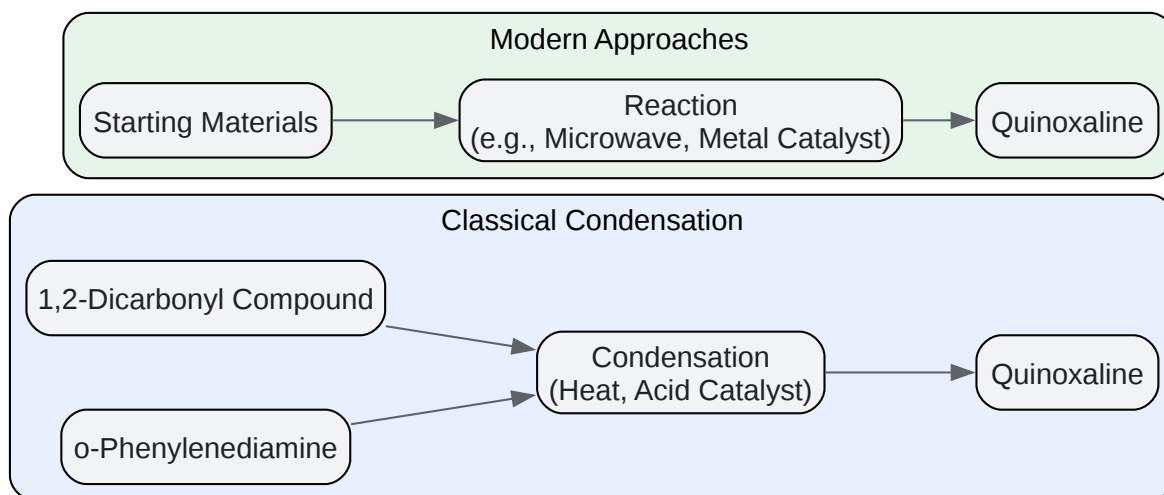 Modern Approaches
Starting Materials
Reaction
(e.g., Microwave, Metal Catalyst)
Quinoxaline
Classical Condensation
1,2-Dicarbonyl Compound
o-Phenylenediamine
Condensation
(Heat, Acid Catalyst)
Quinoxaline